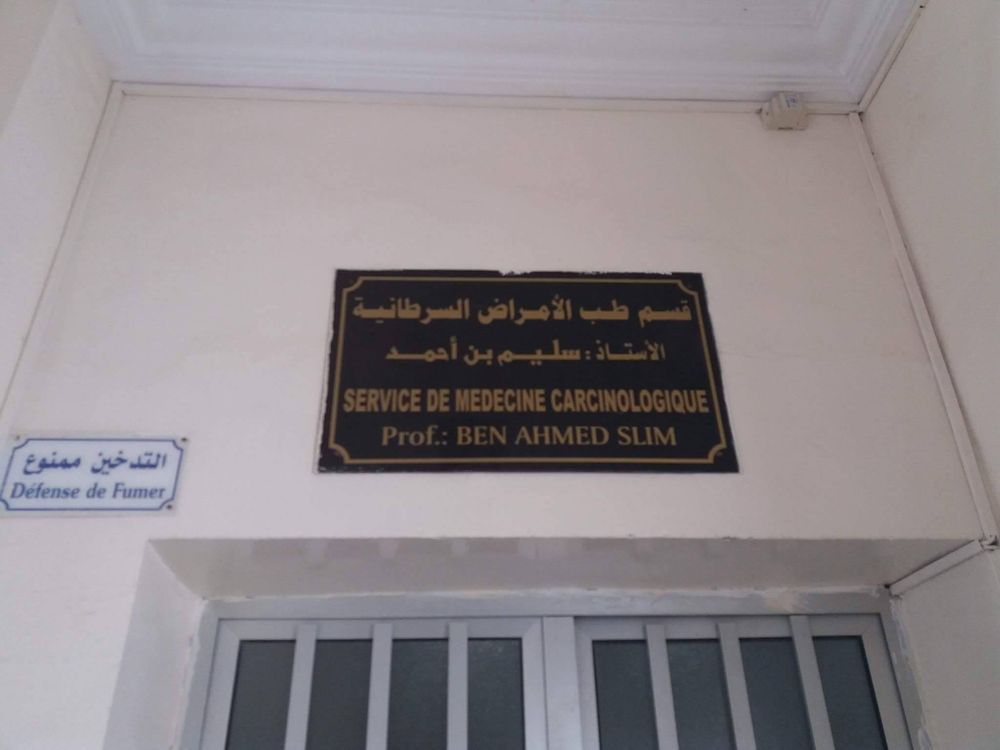 قسم طب الأمراض السرطانية
الأستاذ : سليم بن أحمد
SERVICE DE MEDECINE CARCINOLOGIQUE
Prof.: BEN AHMED SLIM
التدخين ممنوع
Défense de Fumer